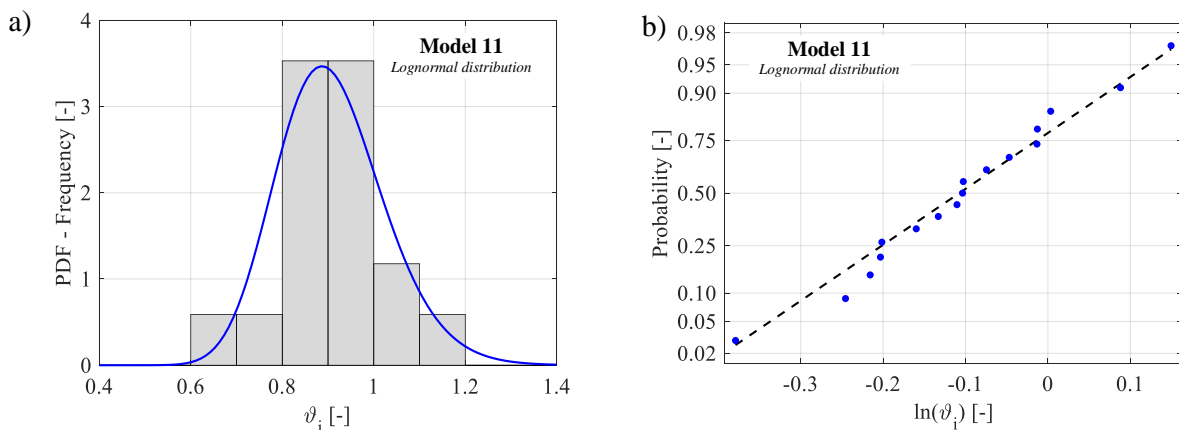 a)
Model 11
Lognormal distribution
PDF - Frequency [-]
4
3
2
1
0
0.4 0.6 0.8 1 1.2 1.4
ϑi [-]
b)
Model 11
Lognormal distribution
Probability [-]
0.98
0.95
0.90
0.75
0.50
0.25
0.10
0.05
0.02
-0.3 -0.2 -0.1 0 0.1
ln(ϑi) [-]